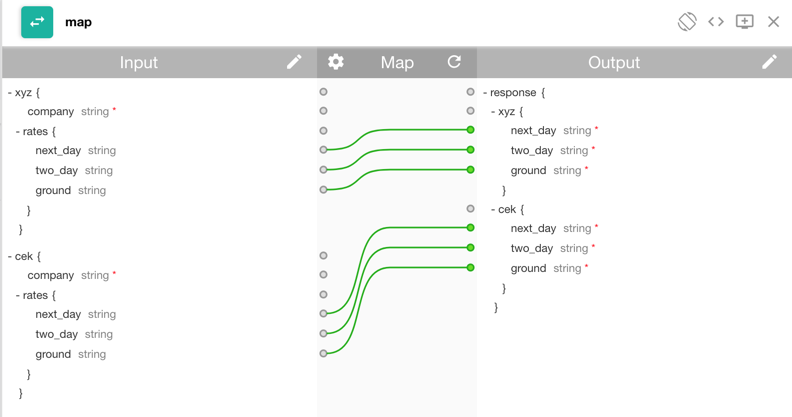 map
Input
Map
Output
- xyz {
company string *
- rates {
next_day string
two_day string
ground string
}
}
- cek {
company string *
- rates {
next_day string
two_day string
ground string
}
}
- response {
- xyz {
next_day string *
two_day string *
ground string *
}
- cek {
next_day string *
two_day string *
ground string *
}
}